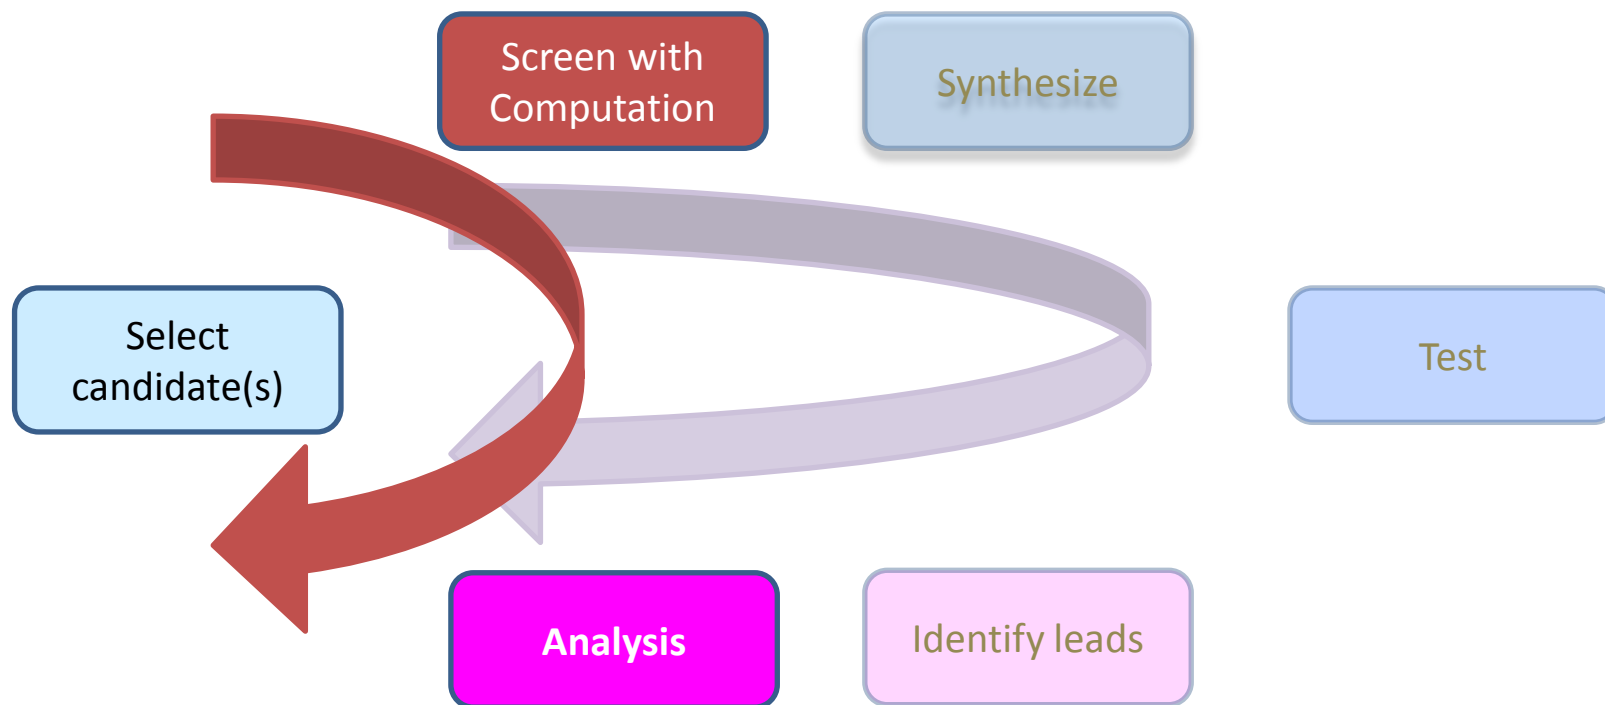 Screen with
Computation
Synthesize
Select
candidate(s)
Test
Analysis
Identify leads